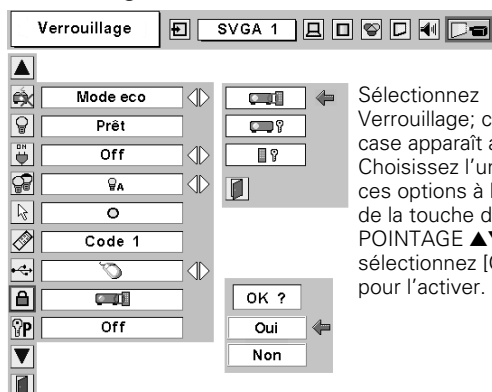 Verrouillage
SVGA 1
Mode eco
Prêt
ON
Off
A
Code 1
P
Off
OK ?
Oui
Non
Sélectionnez
Verrouillage;
case apparaît
Choisissez l'un
ces options à
de la touche
POINTAGE ▲▼
sélectionnez
pour l'activer.